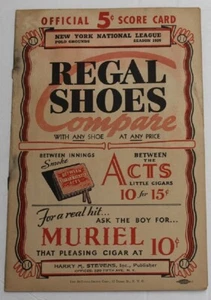 OFFICIAL 5¢ SCORE CARD
NEW YORK NATIONAL LEAGUE
POLO GROUNDS SEASON
REGAL
SHOES
Compare
WITH ANY SHOE AT ANY PRICE
BETWEEN INNINGS
Smoke
BETWEEN
THE
ACTS
LITTLE CIGARS
10 for 15¢
For a real hit...
ASK THE BOY FOR...
MURIEL
THAT PLEASING CIGAR AT 10¢
HARRY M. STEVENS, Inc., Publisher